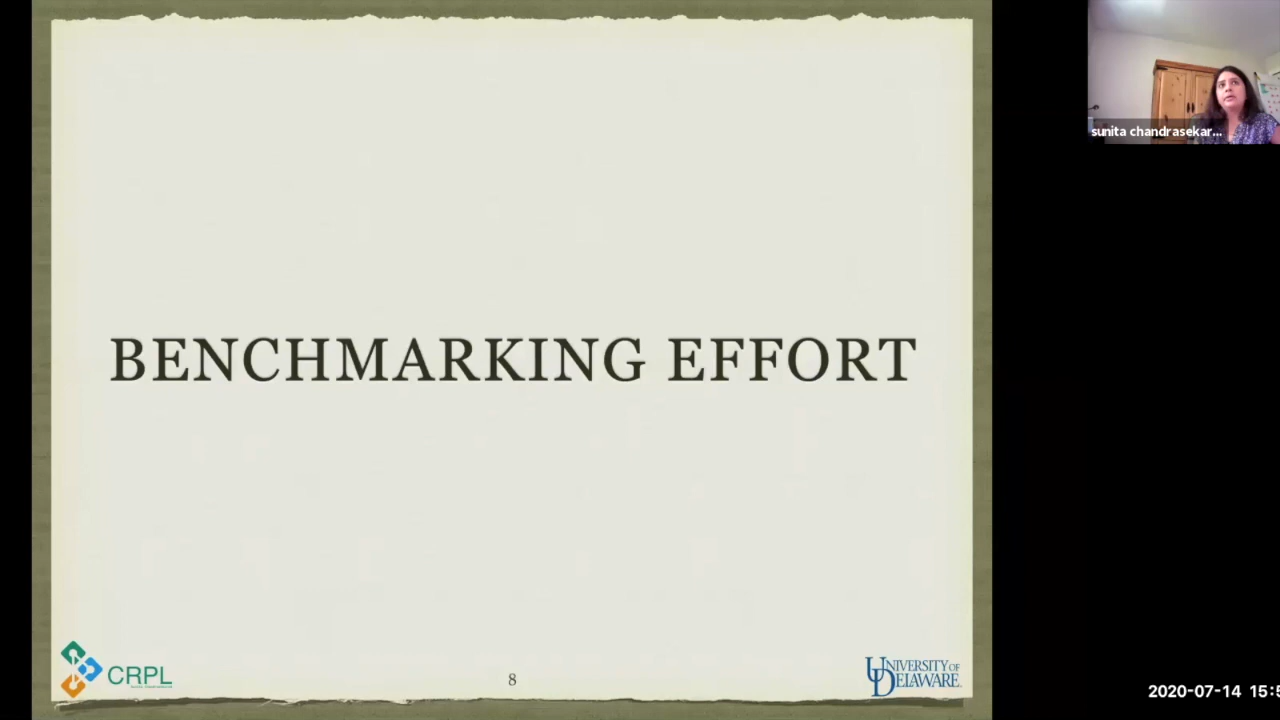 BENCHMARKING EFFORT
sunita chandrasekar...
CRPL
8
UNIVERSITY OF
DELAWARE.
2020-07-14 15:5